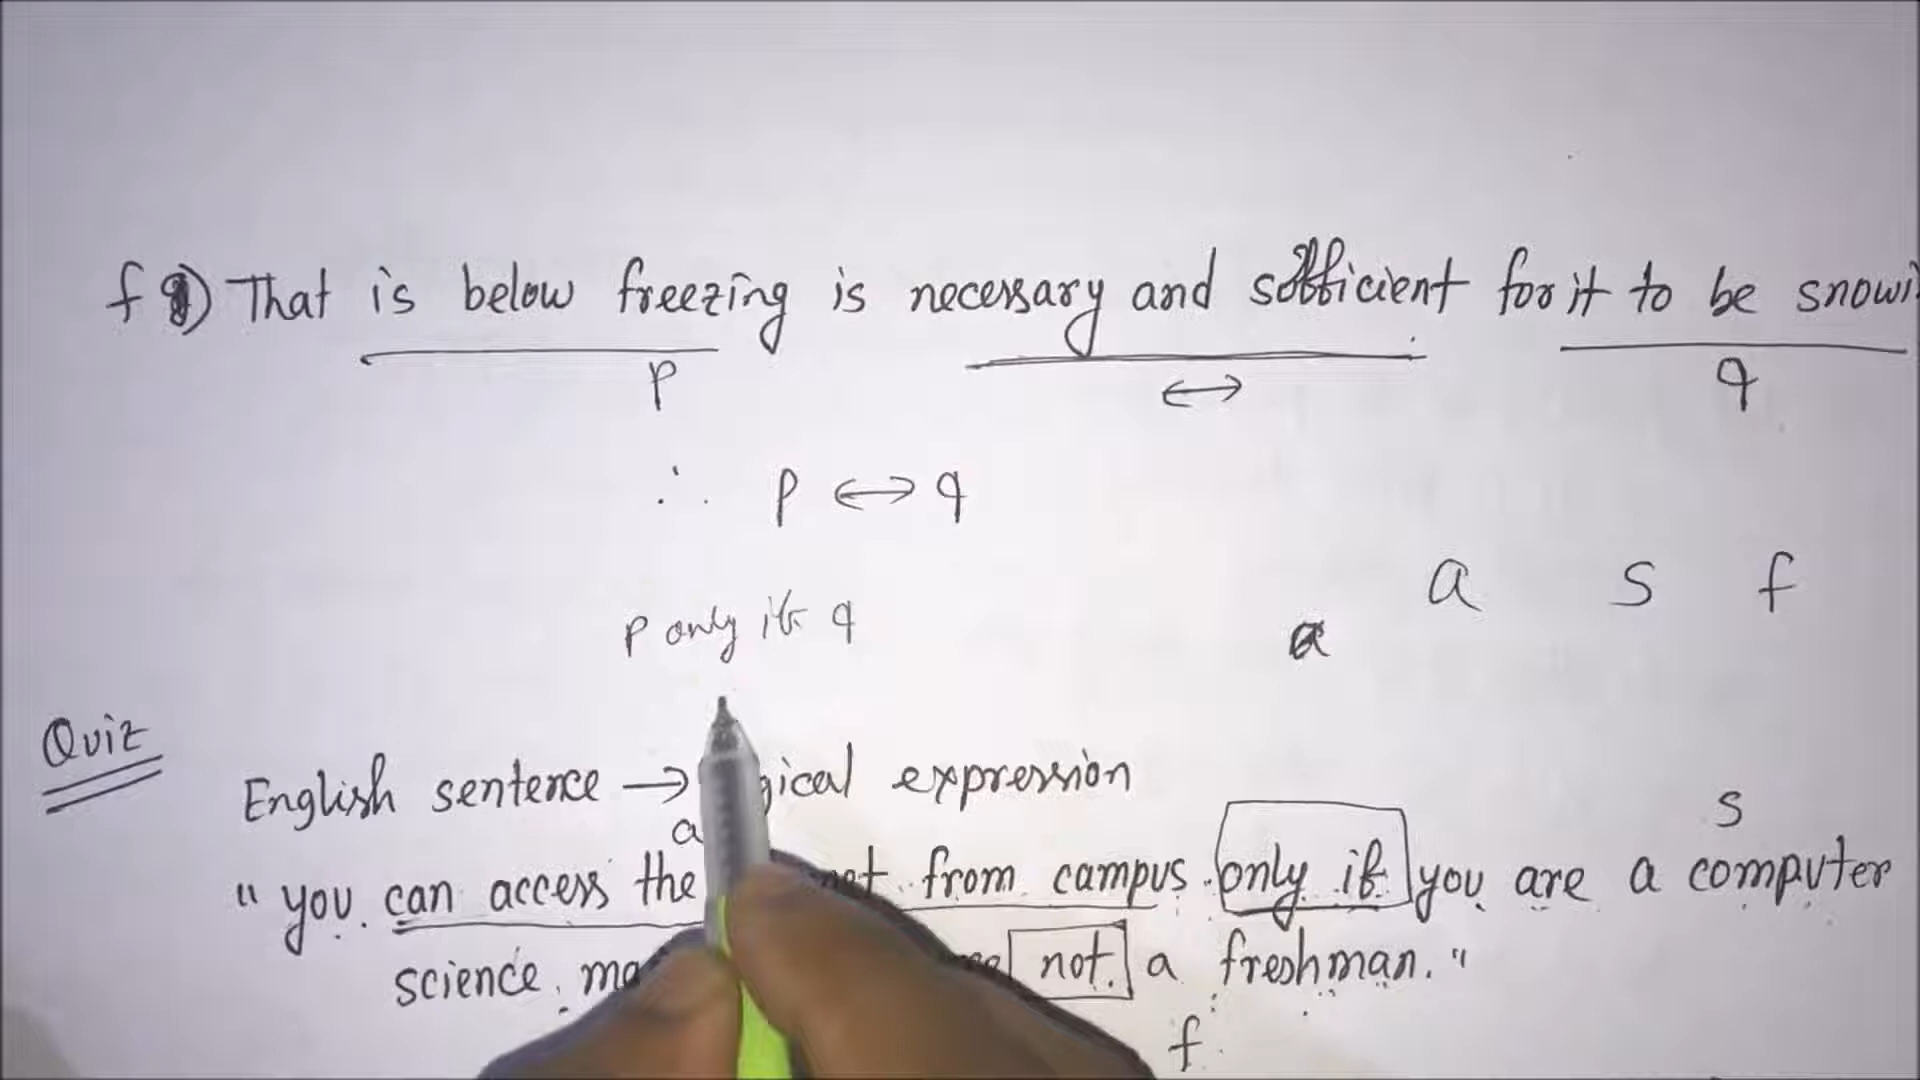 f) That is below freezing is necessary and sufficient for it to be snowi
p ↔ q
∴ p ↔ q
a s f
p only if q a
Quiz
English sentence → gical expression
a s
"you can access the net from campus only if you are a computer
science not a freshman."
f